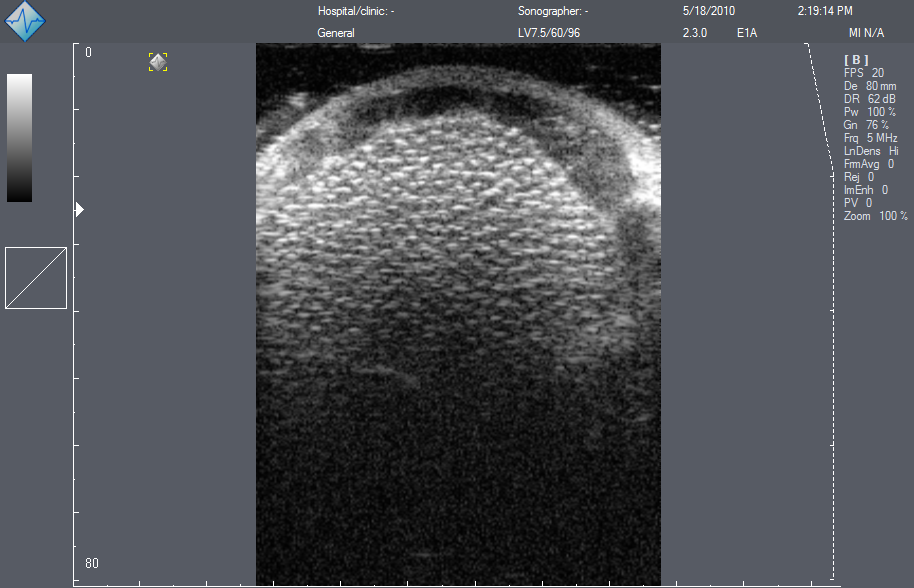 Hospital/clinic: - Sonographer: - 5/18/2010 2:19:14 PM
General LV7.5/60/96 2.3.0 E1A MI N/A
0
[ B ]
FPS 20
De 80 mm
DR 62 dB
Pw 100 %
Gn 76 %
Frq 5 MHz
LnDens Hi
FrmAvg 0
Rej 0
ImEnh 0
PV 0
Zoom 100 %
80